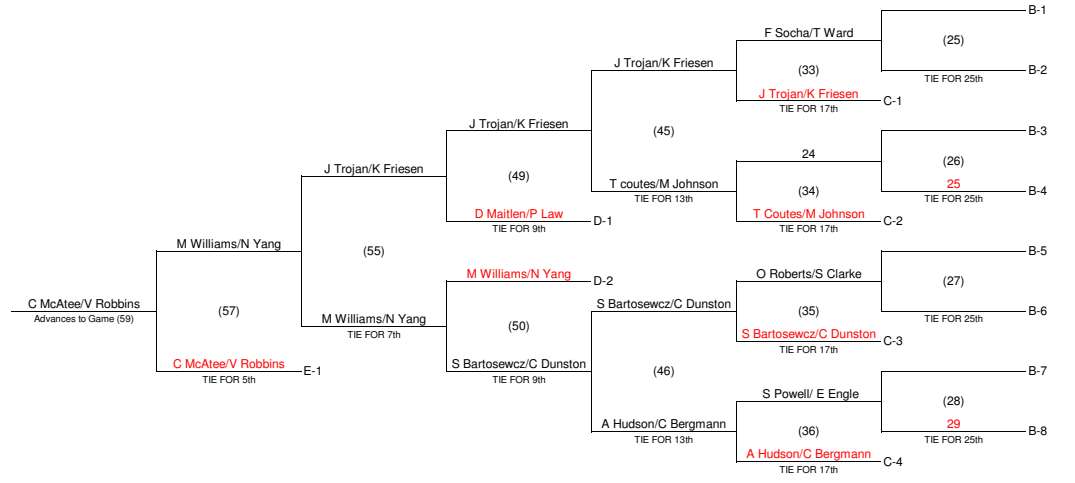 B-1
F Socha/T Ward
(25)
J Trojan/K Friesen
(33)
B-2
TIE FOR 25th
J Trojan/K Friesen
C-1
TIE FOR 17th
J Trojan/K Friesen
(45)
B-3
24
(26)
J Trojan/K Friesen
(49)
T coutes/M Johnson
(34)
25
B-4
TIE FOR 13th
TIE FOR 25th
D Maitlen/P Law
D-1
T Coutes/M Johnson
C-2
TIE FOR 9th
TIE FOR 17th
M Williams/N Yang
(55)
B-5
M Williams/N Yang
D-2
O Roberts/S Clarke
(27)
C McAtee/V Robbins
(57)
S Bartosewcz/C Dunston
(35)
B-6
Advances to Game (59)
TIE FOR 25th
M Williams/N Yang
(50)
TIE FOR 7th
S Bartosewcz/C Dunston
C-3
TIE FOR 17th
C McAtee/V Robbins
E-1
S Bartosewcz/C Dunston
(46)
B-7
TIE FOR 5th
TIE FOR 9th
S Powell/ E Engle
(28)
A Hudson/C Bergmann
(36)
29
B-8
TIE FOR 13th
TIE FOR 25th
A Hudson/C Bergmann
C-4
TIE FOR 17th